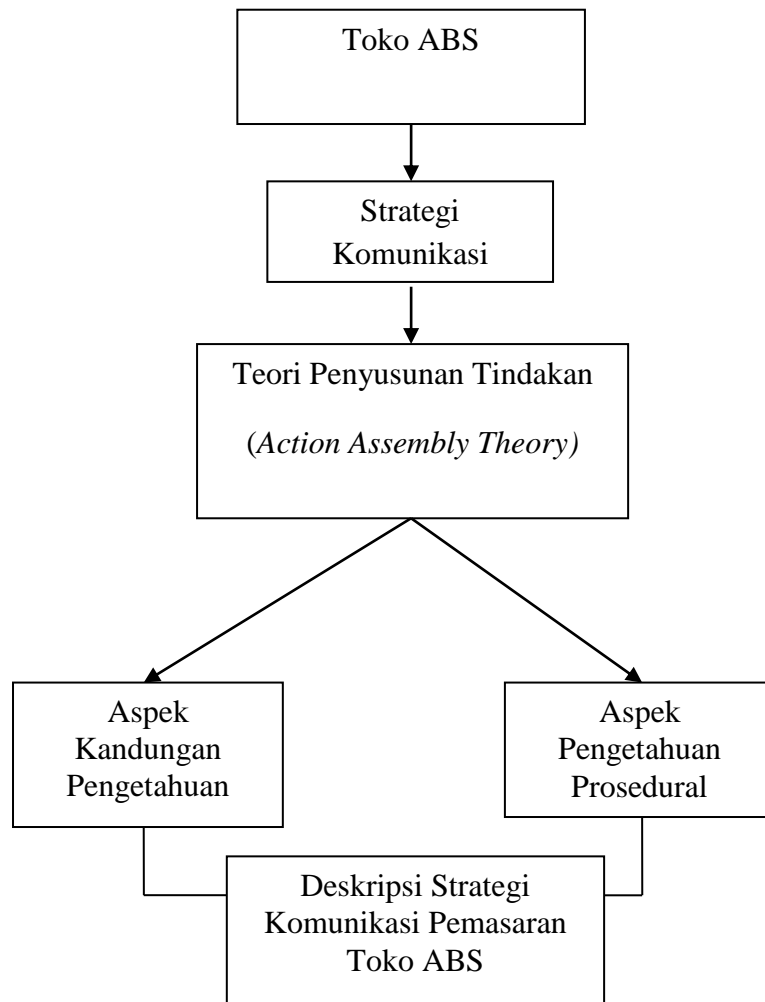 Toko ABS
Strategi
Komunikasi
Teori Penyusunan Tindakan
(Action Assembly Theory)
Aspek
Kandungan
Pengetahuan
Aspek
Pengetahuan
Prosedural
Deskripsi Strategi
Komunikasi Pemasaran
Toko ABS